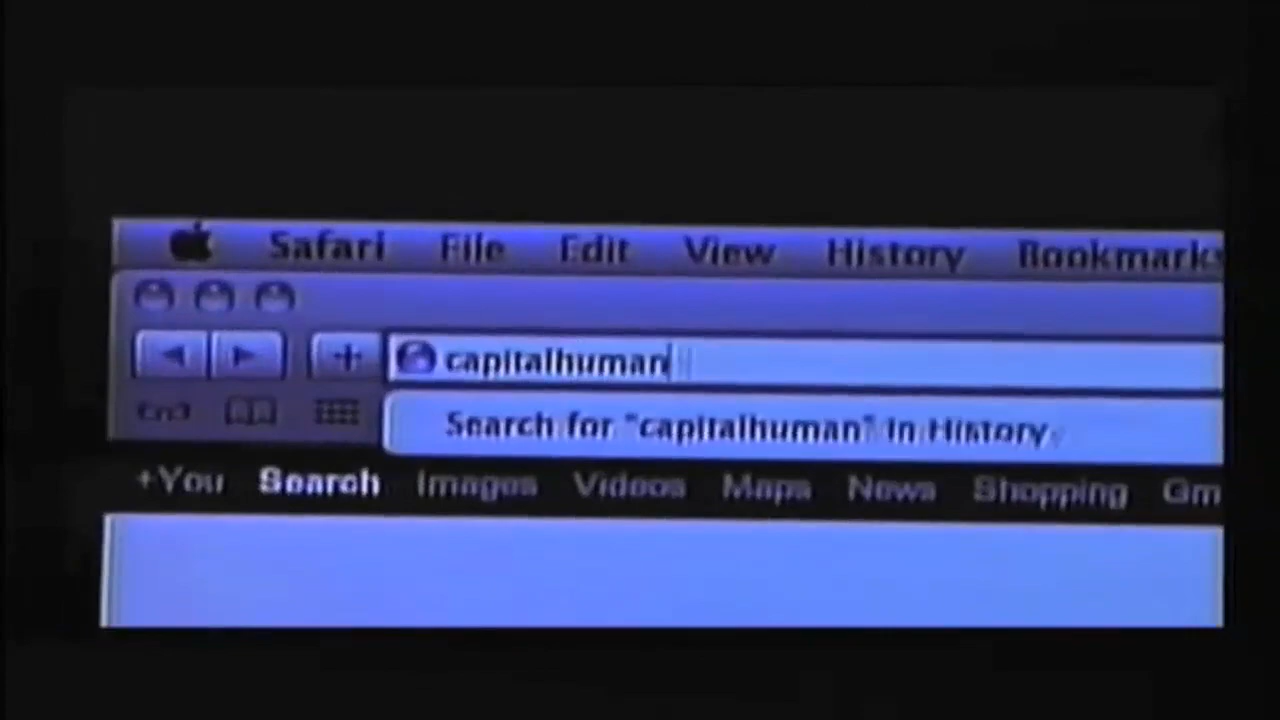 Safari File Edit View History Bookmarks
capitalhuman
Search for "capitalhuman" in History
+You Search Images Videos Maps News Shopping Gm